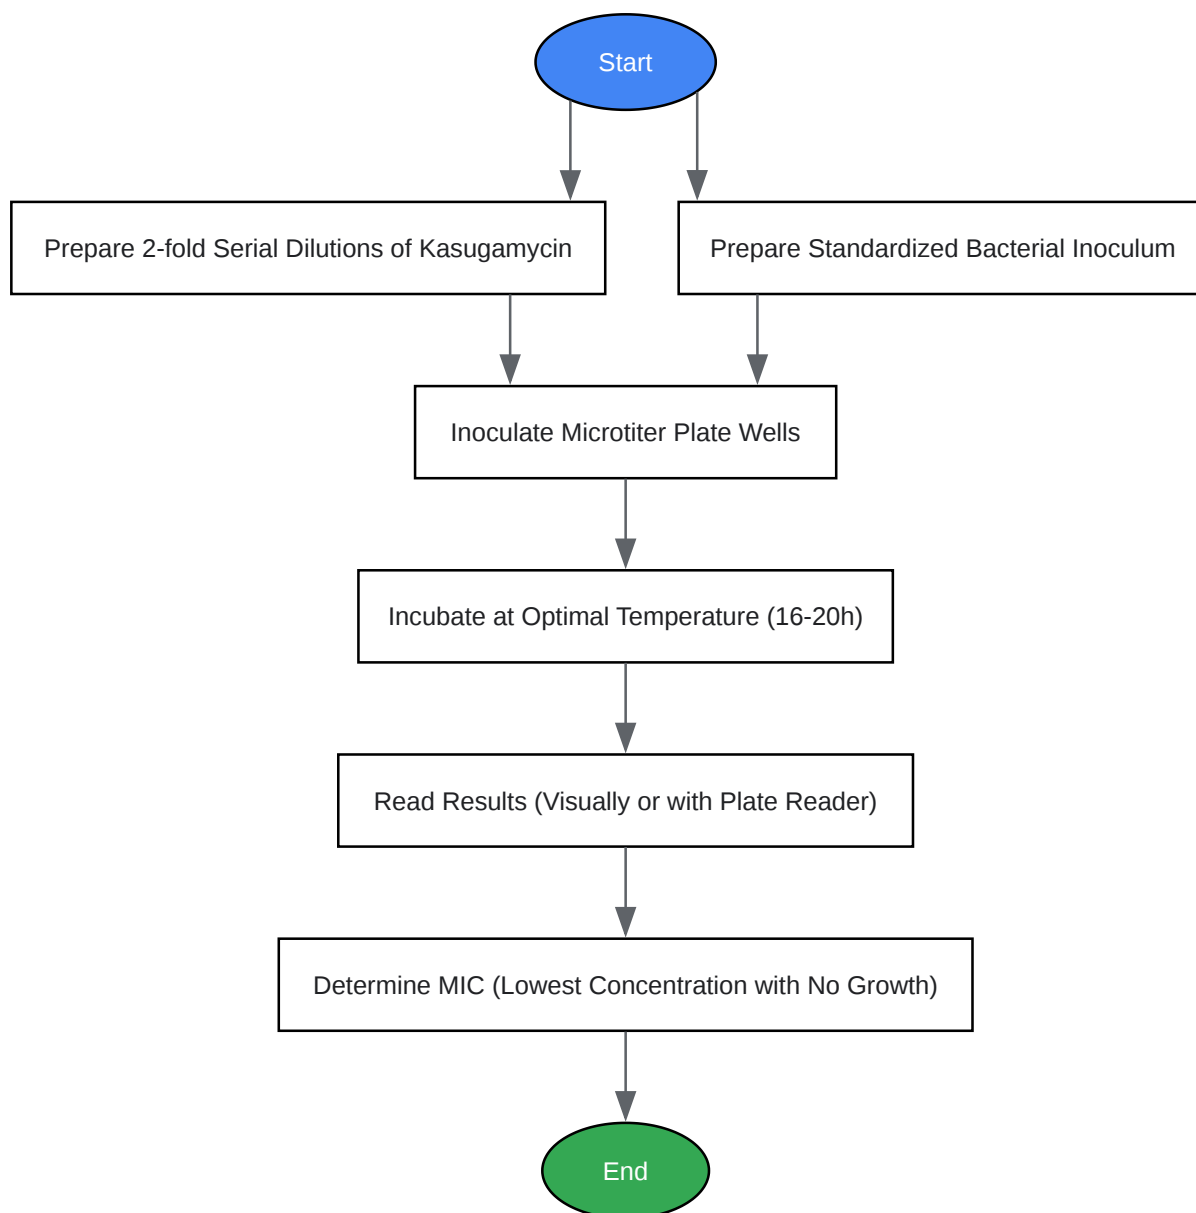 Start
Prepare 2-fold Serial Dilutions of Kasugamycin
Prepare Standardized Bacterial Inoculum
Inoculate Microtiter Plate Wells
Incubate at Optimal Temperature (16-20h)
Read Results (Visually or with Plate Reader)
Determine MIC (Lowest Concentration with No Growth)
End